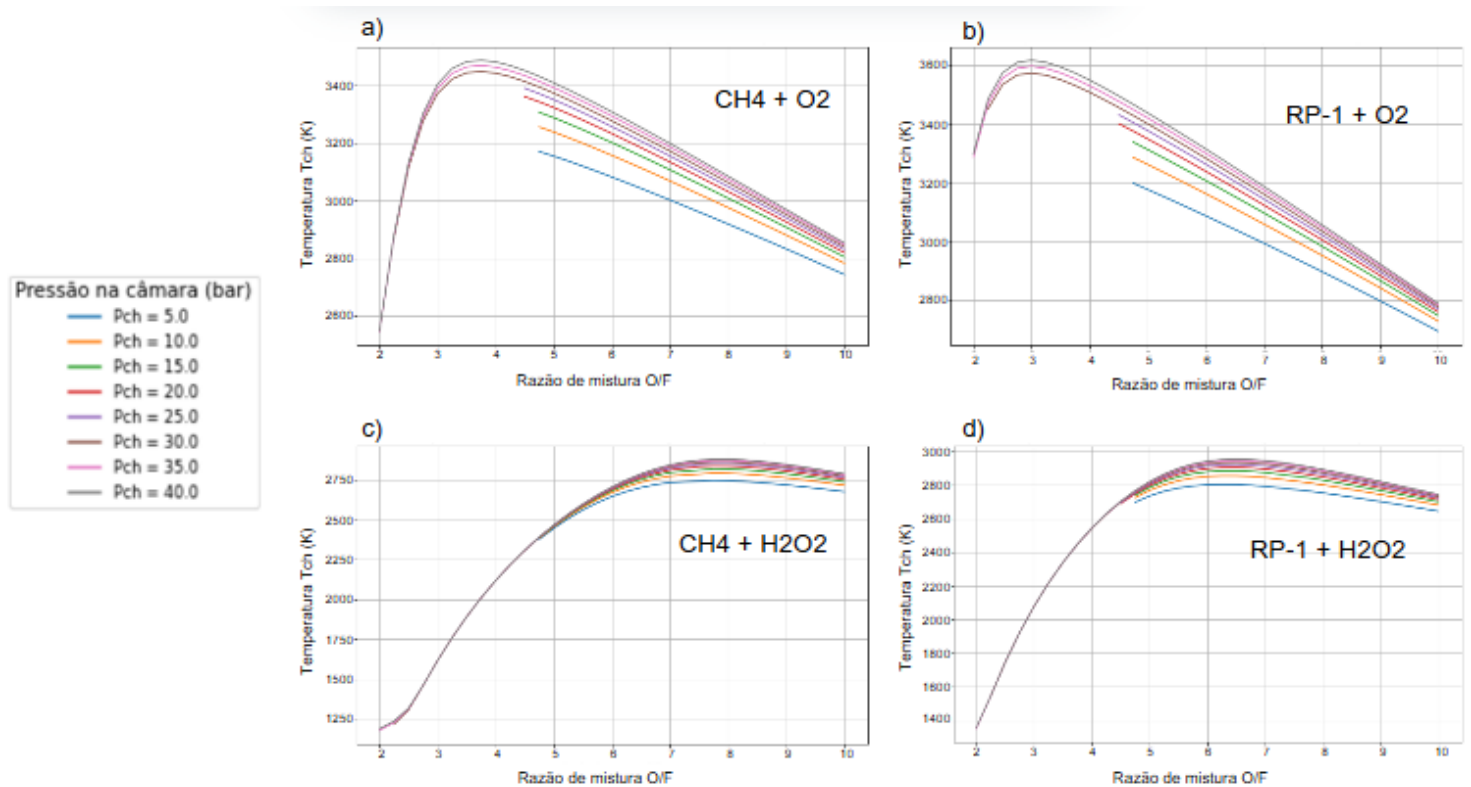 Pressão na câmara (bar)
Pch = 5.0
Pch = 10.0
Pch = 15.0
Pch = 20.0
Pch = 25.0
Pch = 30.0
Pch = 35.0
Pch = 40.0
a)
CH4 + O2
Temperatura Tch (K)
3400
3200
3000
2800
2600
2 3 4 5 6 7 8 9 10
Razão de mistura O/F
b)
RP-1 + O2
Temperatura Tch (K)
3600
3400
3200
3000
2800
2 3 4 5 6 7 8 9 10
Razão de mistura O/F
c)
CH4 + H2O2
Temperatura Tch (K)
2750
2500
2250
2000
1750
1500
1250
2 3 4 5 6 7 8 9 10
Razão de mistura O/F
d)
RP-1 + H2O2
Temperatura Tch (K)
3000
2800
2600
2400
2200
2000
1800
1600
1400
2 3 4 5 6 7 8 9 10
Razão de mistura O/F